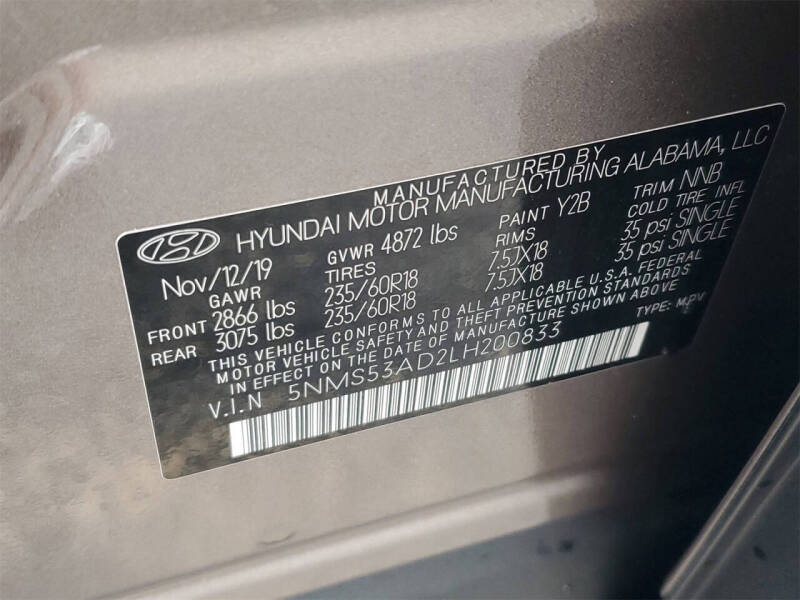 MANUFACTURED BY
HYUNDAI MOTOR MANUFACTURING ALABAMA, LLC
Nov/12/19 GVWR 4872 lbs PAINT Y2B TRIM NNB
GAWR TIRES RIMS COLD TIRE INFL
FRONT 2866 lbs 235/60R18 7.5JX18 35 psi SINGLE
REAR 3075 lbs 235/60R18 7.5JX18 35 psi SINGLE
THIS VEHICLE CONFORMS TO ALL APPLICABLE U.S.A. FEDERAL
MOTOR VEHICLE SAFETY AND THEFT PREVENTION STANDARDS
IN EFFECT ON THE DATE OF MANUFACTURE SHOWN ABOVE
V.I.N 5NMS53AD2LH200833 TYPE: M.P.V